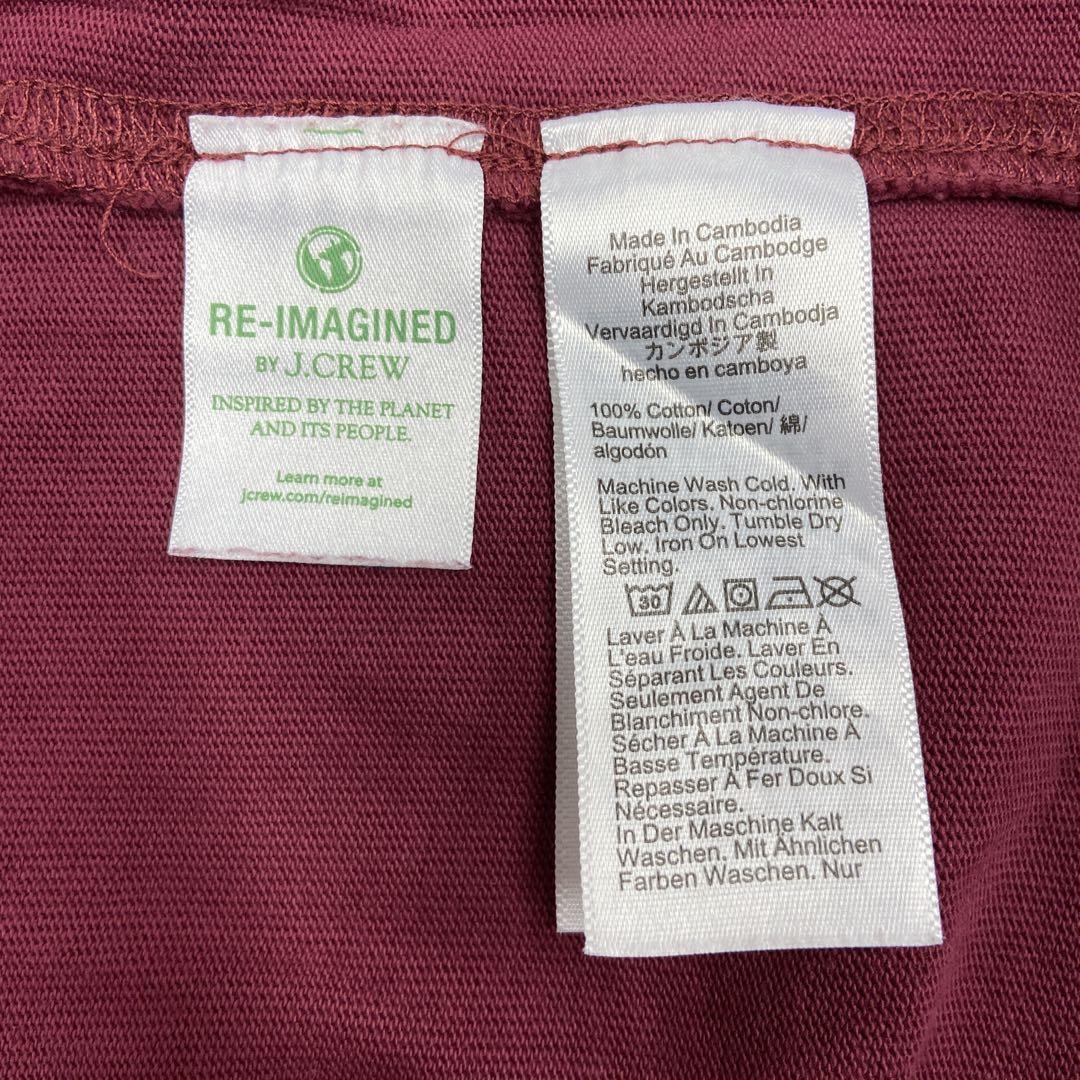 RE-IMAGINED
BY J.CREW
INSPIRED BY THE PLANET
AND ITS PEOPLE.
Learn more at
jcrew.com/reimagined
Made In Cambodia
Fabriqué Au Cambodge
Hergestellt In
Kambodscha
Vervaardigd In Cambodja
カンボジア製
hecho en camboya
100% Cotton/ Coton/
Baumwolle/ Katoen/ 綿/
algodón
Machine Wash Cold. With
Like Colors. Non-chlorine
Bleach Only. Tumble Dry
Low. Iron On Lowest
Setting.
30
Laver À La Machine À
L'eau Froide. Laver En
Séparant Les Couleurs.
Seulement Agent De
Blanchiment Non-chlore.
Sécher À La Machine À
Basse Température.
Repasser À Fer Doux Si
Nécessaire.
In Der Maschine Kalt
Waschen. Mit Ähnlichen
Farben Waschen. Nur